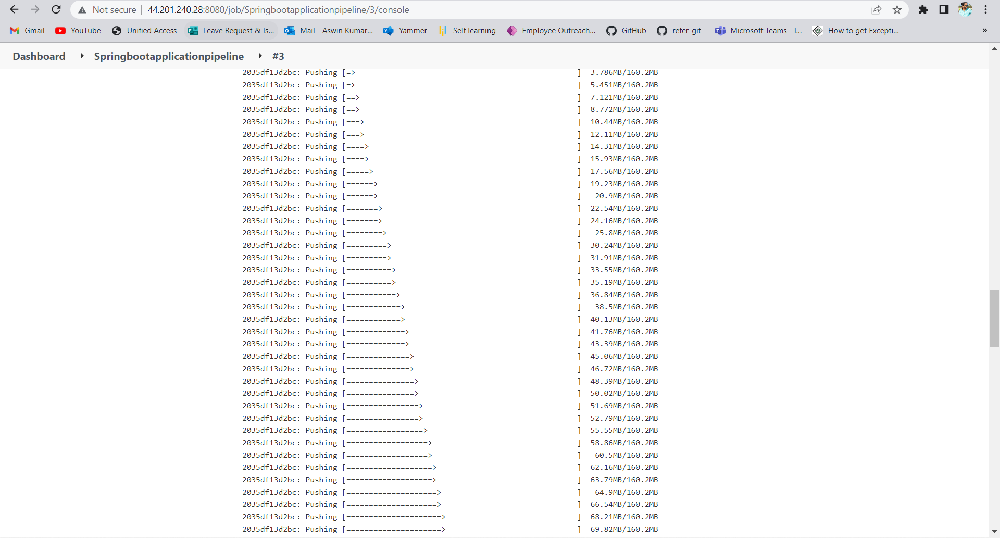 Not secure | 44.201.240.28:8080/job/Springbootapplicationpipeline/3/console
Gmail YouTube Unified Access Leave Request & Is... Mail - Aswin Kumar... Yammer Self learning Employee Outreach... GitHub refer_git_ Microsoft Teams - I... How to get Excepti... »
Dashboard Springbootapplicationpipeline #3
2035df13d2bc: Pushing [=> ] 3.786MB/160.2MB
2035df13d2bc: Pushing [=> ] 5.451MB/160.2MB
2035df13d2bc: Pushing [==> ] 7.121MB/160.2MB
2035df13d2bc: Pushing [==> ] 8.772MB/160.2MB
2035df13d2bc: Pushing [===> ] 10.44MB/160.2MB
2035df13d2bc: Pushing [===> ] 12.11MB/160.2MB
2035df13d2bc: Pushing [====> ] 14.31MB/160.2MB
2035df13d2bc: Pushing [====> ] 15.93MB/160.2MB
2035df13d2bc: Pushing [=====> ] 17.56MB/160.2MB
2035df13d2bc: Pushing [======> ] 19.23MB/160.2MB
2035df13d2bc: Pushing [======> ] 20.9MB/160.2MB
2035df13d2bc: Pushing [=======> ] 22.54MB/160.2MB
2035df13d2bc: Pushing [=======> ] 24.16MB/160.2MB
2035df13d2bc: Pushing [========> ] 25.8MB/160.2MB
2035df13d2bc: Pushing [=========> ] 30.24MB/160.2MB
2035df13d2bc: Pushing [=========> ] 31.91MB/160.2MB
2035df13d2bc: Pushing [==========> ] 33.55MB/160.2MB
2035df13d2bc: Pushing [==========> ] 35.19MB/160.2MB
2035df13d2bc: Pushing [===========> ] 36.84MB/160.2MB
2035df13d2bc: Pushing [============> ] 38.5MB/160.2MB
2035df13d2bc: Pushing [============> ] 40.13MB/160.2MB
2035df13d2bc: Pushing [=============> ] 41.76MB/160.2MB
2035df13d2bc: Pushing [=============> ] 43.39MB/160.2MB
2035df13d2bc: Pushing [==============> ] 45.06MB/160.2MB
2035df13d2bc: Pushing [==============> ] 46.72MB/160.2MB
2035df13d2bc: Pushing [===============> ] 48.39MB/160.2MB
2035df13d2bc: Pushing [===============> ] 50.02MB/160.2MB
2035df13d2bc: Pushing [================> ] 51.69MB/160.2MB
2035df13d2bc: Pushing [================> ] 52.79MB/160.2MB
2035df13d2bc: Pushing [=================> ] 55.55MB/160.2MB
2035df13d2bc: Pushing [==================> ] 58.86MB/160.2MB
2035df13d2bc: Pushing [==================> ] 60.5MB/160.2MB
2035df13d2bc: Pushing [===================> ] 62.16MB/160.2MB
2035df13d2bc: Pushing [===================> ] 63.79MB/160.2MB
2035df13d2bc: Pushing [====================> ] 64.9MB/160.2MB
2035df13d2bc: Pushing [====================> ] 66.54MB/160.2MB
2035df13d2bc: Pushing [=====================> ] 68.21MB/160.2MB
2035df13d2bc: Pushing [=====================> ] 69.82MB/160.2MB